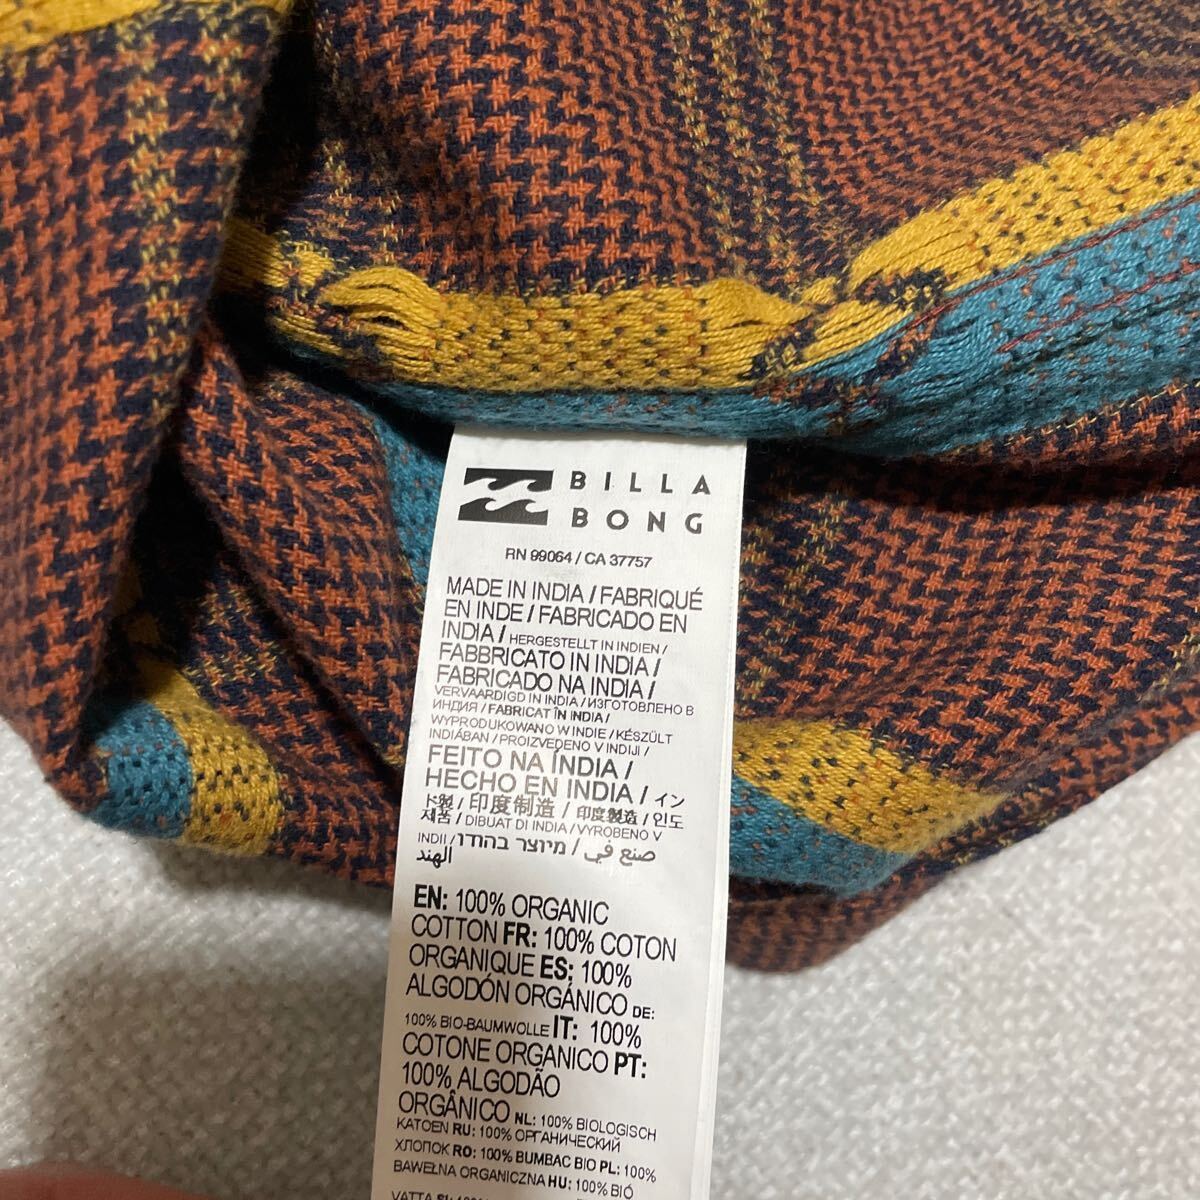 BILLA
BONG
RN 99064 / CA 37757
MADE IN INDIA / FABRIQUÉ
EN INDE / FABRICADO EN
INDIA / HERGESTELLT IN INDIEN /
FABBRICATO IN INDIA /
FABRICADO NA INDIA /
VERVAARDIGD IN INDIA / ИЗГОТОВЛЕНО В
ИНДИЯ / FABRICAT ÎN INDIA /
WYPRODUKOWANO W INDIE / KÉSZÜLT
INDIÁBAN / PROIZVEDENO V INDIJI /
FEITO NA ÍNDIA /
HECHO EN INDIA / イン
ド製 / 印度制造 / 印度製造 / 인도
제품 / DIBUAT DI INDIA / VYROBENO V
INDII / מיוצר בהודו / صنع في
الهند
EN: 100% ORGANIC
COTTON FR: 100% COTON
ORGANIQUE ES: 100%
ALGODÓN ORGÁNICO DE:
100% BIO-BAUMWOLLE IT: 100%
COTONE ORGANICO PT:
100% ALGODÃO
ORGÂNICO NL: 100% BIOLOGISCH
KATOEN RU: 100% ОРГАНИЧЕСКИЙ
ХЛОПОК RO: 100% BUMBAC BIO PL: 100%
BAWEŁNA ORGANICZNA HU: 100% BIÓ
VATTA